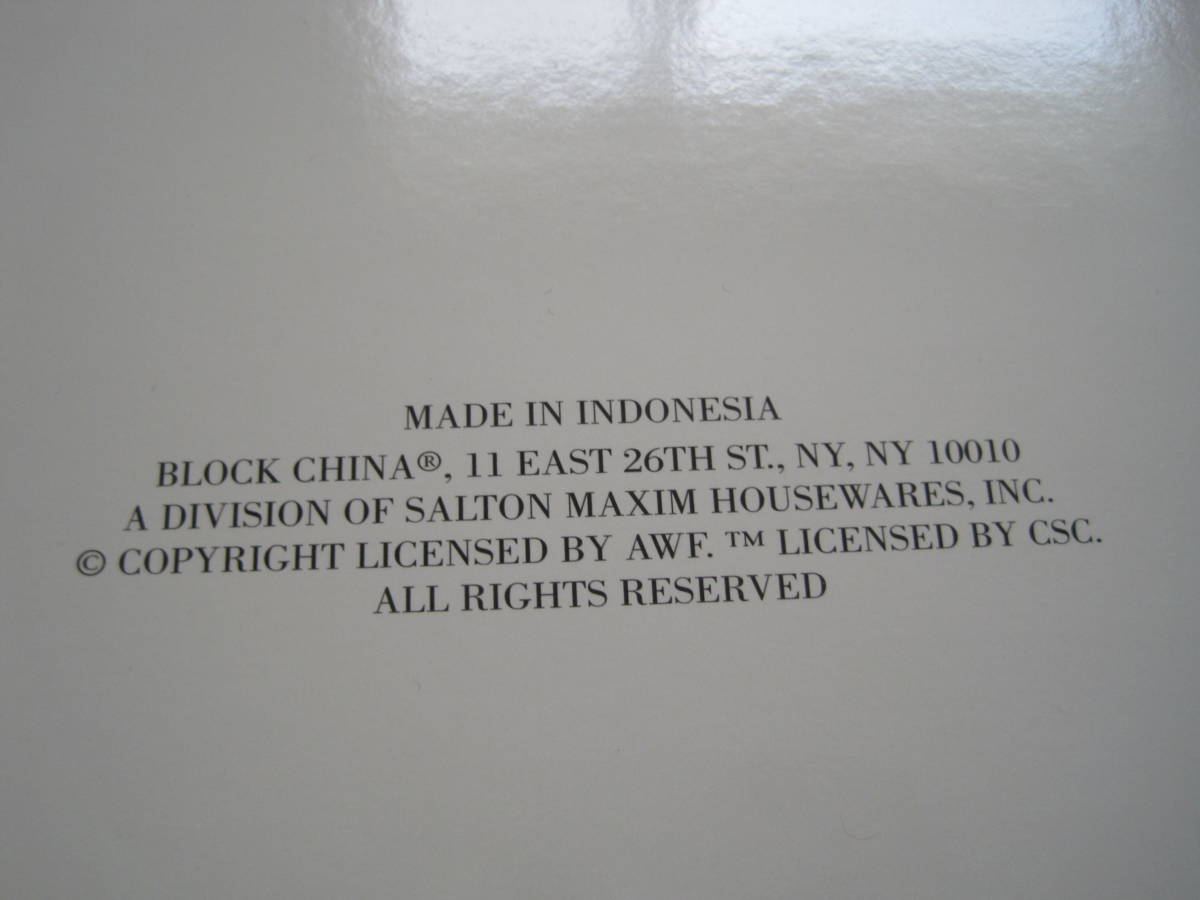 MADE IN INDONESIA
BLOCK CHINA®, 11 EAST 26TH ST., NY, NY 10010
A DIVISION OF SALTON MAXIM HOUSEWARES, INC.
© COPYRIGHT LICENSED BY AWF. ™ LICENSED BY CSC.
ALL RIGHTS RESERVED